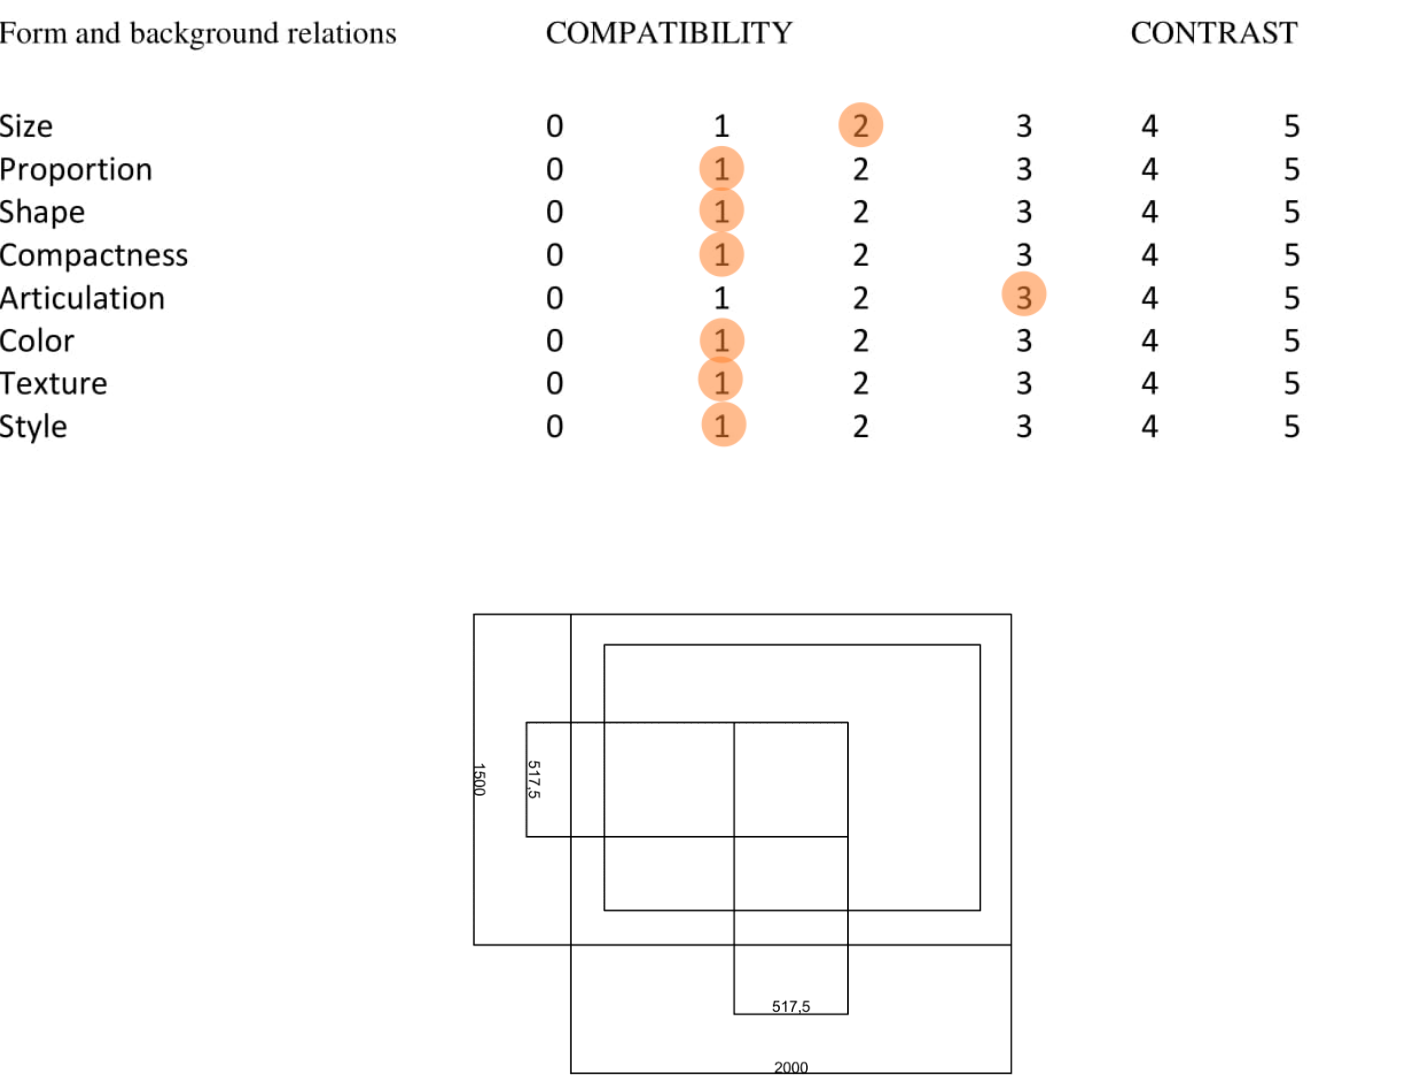 Form and background relations COMPATIBILITY CONTRAST
Size 0 1 2 3 4 5
Proportion 0 1 2 3 4 5
Shape 0 1 2 3 4 5
Compactness 0 1 2 3 4 5
Articulation 0 1 2 3 4 5
Color 0 1 2 3 4 5
Texture 0 1 2 3 4 5
Style 0 1 2 3 4 5
1500
517,5
517,5
2000